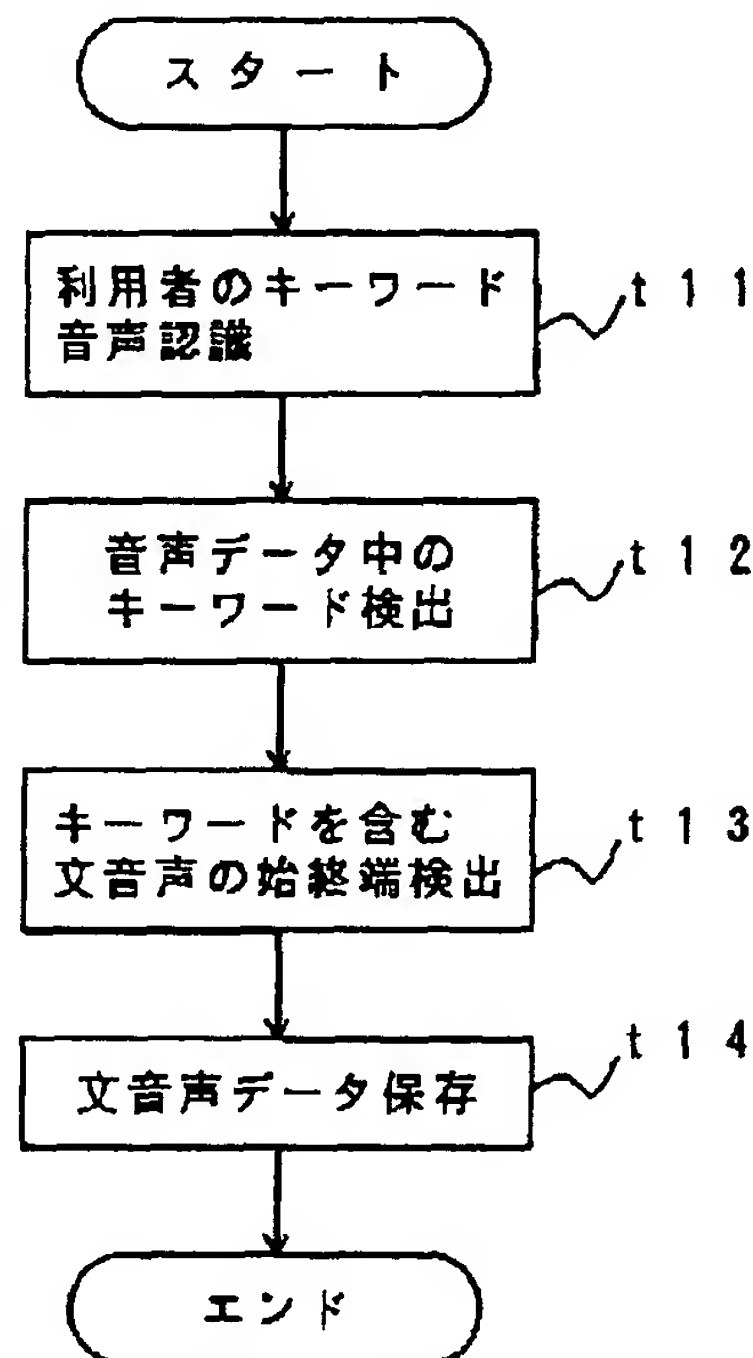 スタート
利用者のキーワード
音声認識
t11
音声データ中の
キーワード検出
t12
キーワードを含む
文音声の始終端検出
t13
文音声データ保存
t14
エンド